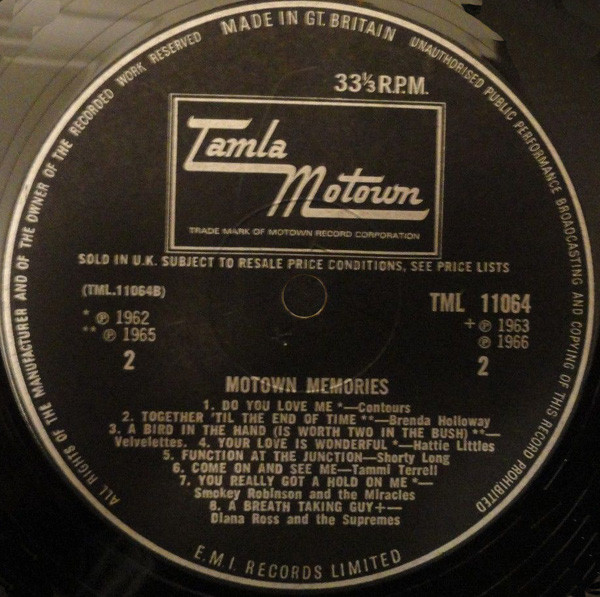 MADE IN GT. BRITAIN
UNAUTHORISED PUBLIC PERFORMANCE BROADCASTING AND COPYING OF THIS RECORD PROHIBITED
ALL RIGHTS OF THE MANUFACTURER AND OF THE OWNER OF THE RECORDED WORK RESERVED
33⅓ R.P.M.
Tamla
Motown
TRADE MARK OF MOTOWN RECORD CORPORATION
SOLD IN U.K. SUBJECT TO RESALE PRICE CONDITIONS, SEE PRICE LISTS
(TML.11064B)
* ℗ 1962
** ℗ 1965
2
TML 11064
+ ℗ 1963
℗ 1966
2
MOTOWN MEMORIES
1. DO YOU LOVE ME *—Contours
2. TOGETHER 'TIL THE END OF TIME **—Brenda Holloway
3. A BIRD IN THE HAND (IS WORTH TWO IN THE BUSH) **—
Velvelettes. 4. YOUR LOVE IS WONDERFUL *—Hattie Littles
5. FUNCTION AT THE JUNCTION—Shorty Long
6. COME ON AND SEE ME—Tammi Terrell
7. YOU REALLY GOT A HOLD ON ME *—
Smokey Robinson and the Miracles
8. A BREATH TAKING GUY+—
Diana Ross and the Supremes
E.M.I. RECORDS LIMITED